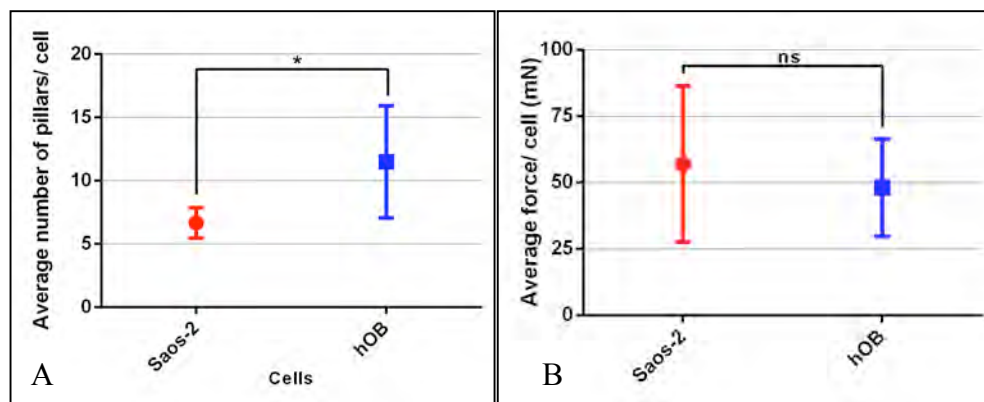 Average number of pillars/ cell
20
15
10
5
0
*
Saos-2
hOB
Cells
A
Average force/ cell (mN)
100
75
50
25
0
ns
Saos-2
hOB
B